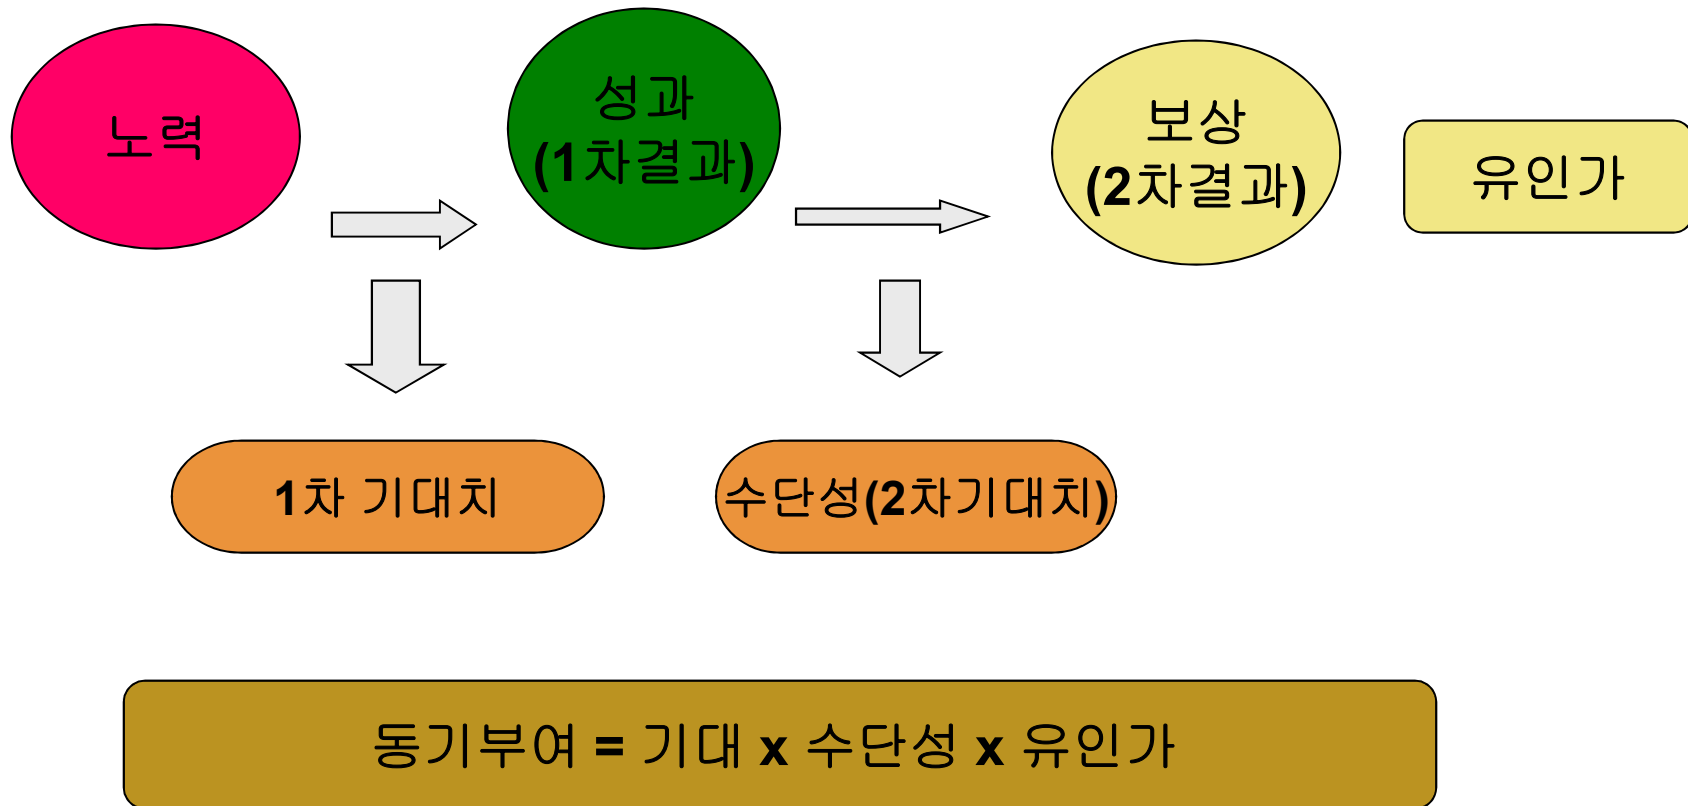 노력
성과
(1차결과)
보상
(2차결과)
유인가
1차 기대치
수단성(2차기대치)
동기부여 = 기대 x 수단성 x 유인가